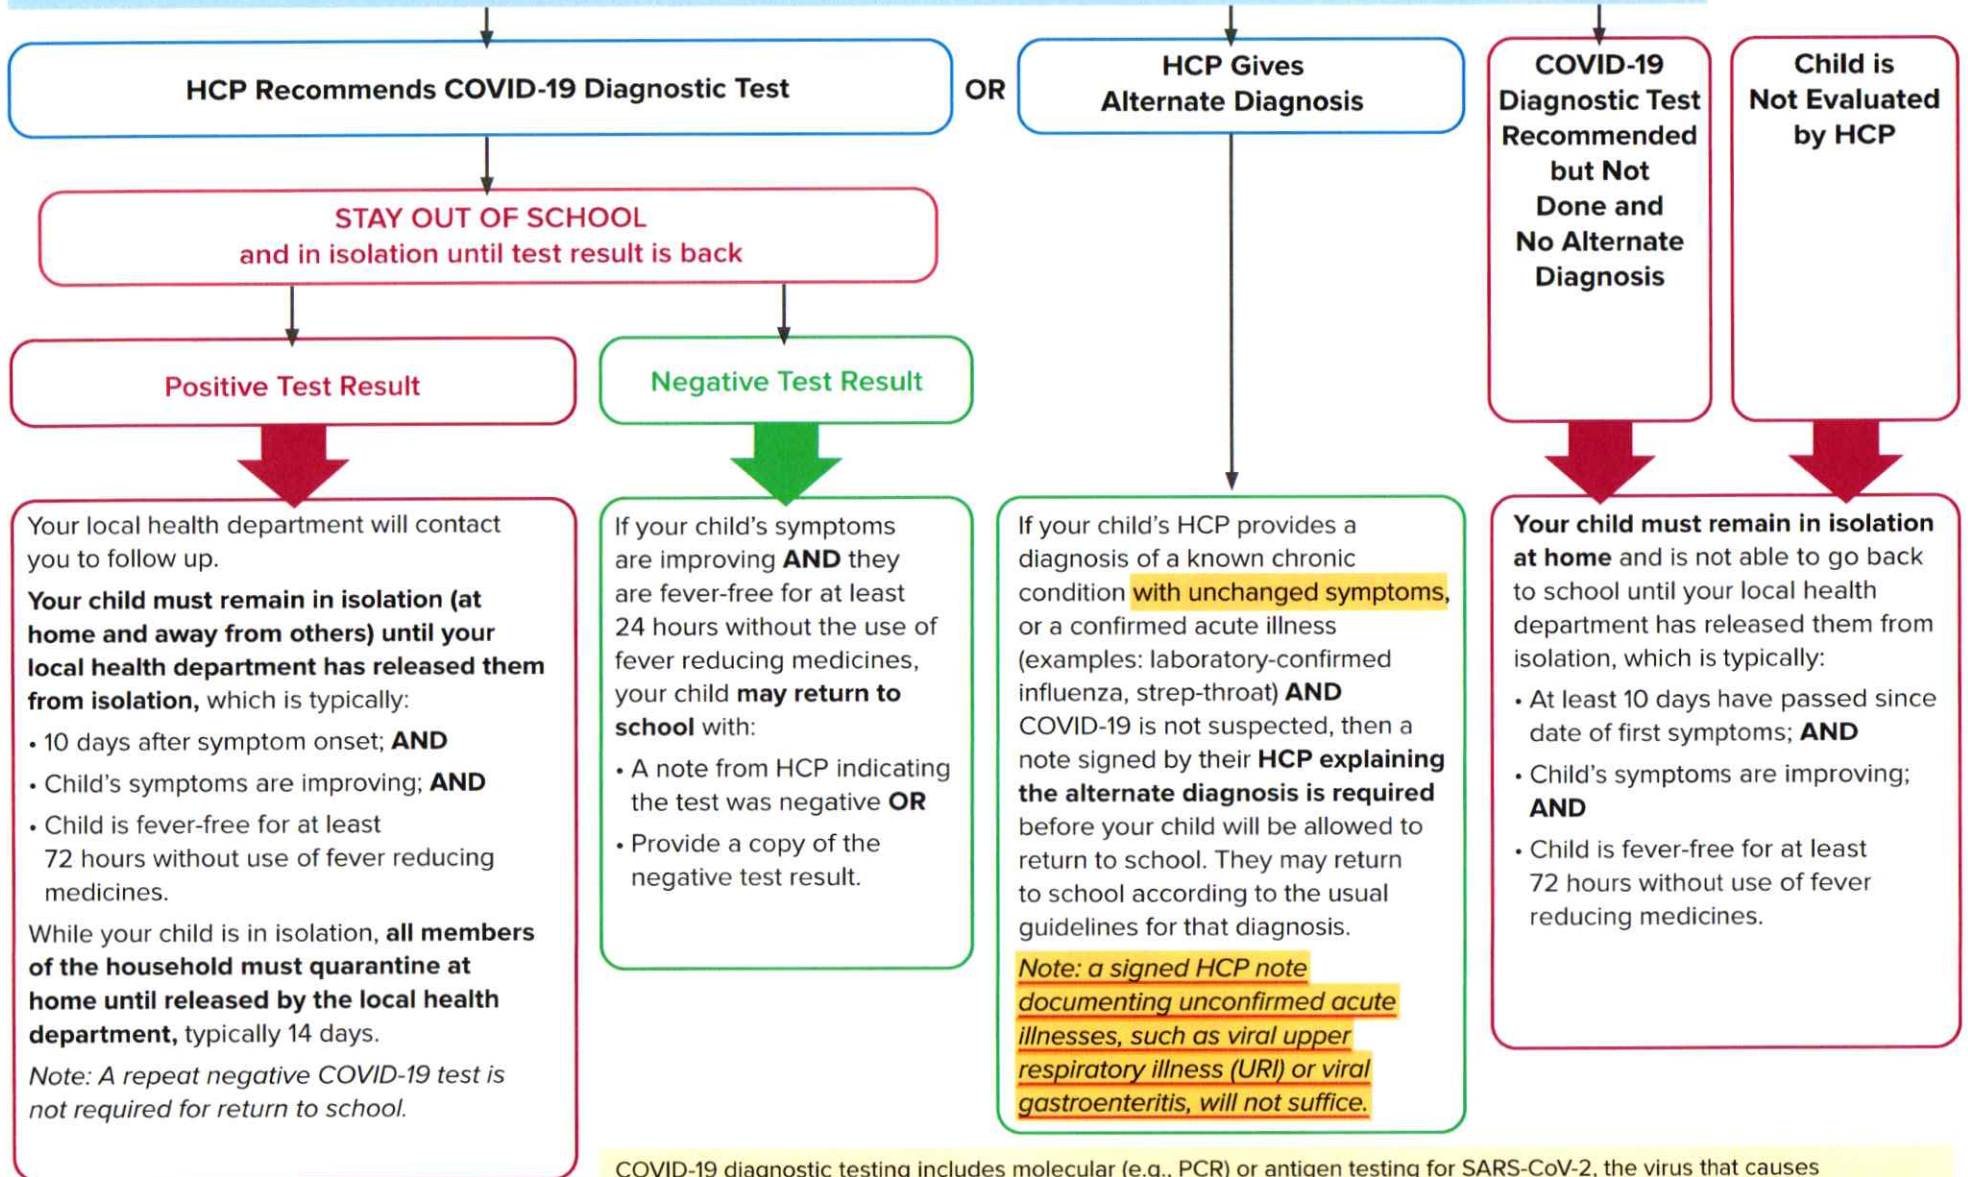 HCP Recommends COVID-19 Diagnostic Test
OR
HCP Gives
Alternate Diagnosis
COVID-19
Diagnostic Test
Recommended
but Not
Done and
No Alternate
Diagnosis
Child is
Not Evaluated
by HCP
STAY OUT OF SCHOOL
and in isolation until test result is back
Positive Test Result
Negative Test Result
Your local health department will contact
you to follow up.
Your child must remain in isolation (at
home and away from others) until your
local health department has released them
from isolation, which is typically:
• 10 days after symptom onset; AND
• Child's symptoms are improving; AND
• Child is fever-free for at least
72 hours without use of fever reducing
medicines.
While your child is in isolation, all members
of the household must quarantine at
home until released by the local health
department, typically 14 days.
Note: A repeat negative COVID-19 test is
not required for return to school.
If your child's symptoms
are improving AND they
are fever-free for at least
24 hours without the use of
fever reducing medicines,
your child may return to
school with:
• A note from HCP indicating
the test was negative OR
• Provide a copy of the
negative test result.
If your child's HCP provides a
diagnosis of a known chronic
condition with unchanged symptoms,
or a confirmed acute illness
(examples: laboratory-confirmed
influenza, strep-throat) AND
COVID-19 is not suspected, then a
note signed by their HCP explaining
the alternate diagnosis is required
before your child will be allowed to
return to school. They may return
to school according to the usual
guidelines for that diagnosis.
Note: a signed HCP note
documenting unconfirmed acute
illnesses, such as viral upper
respiratory illness (URI) or viral
gastroenteritis, will not suffice.
Your child must remain in isolation
at home and is not able to go back
to school until your local health
department has released them from
isolation, which is typically:
• At least 10 days have passed since
date of first symptoms; AND
• Child's symptoms are improving;
AND
• Child is fever-free for at least
72 hours without use of fever
reducing medicines.
COVID-19 diagnostic testing includes molecular (e.g., PCR) or antigen testing for SARS-CoV-2, the virus that causes